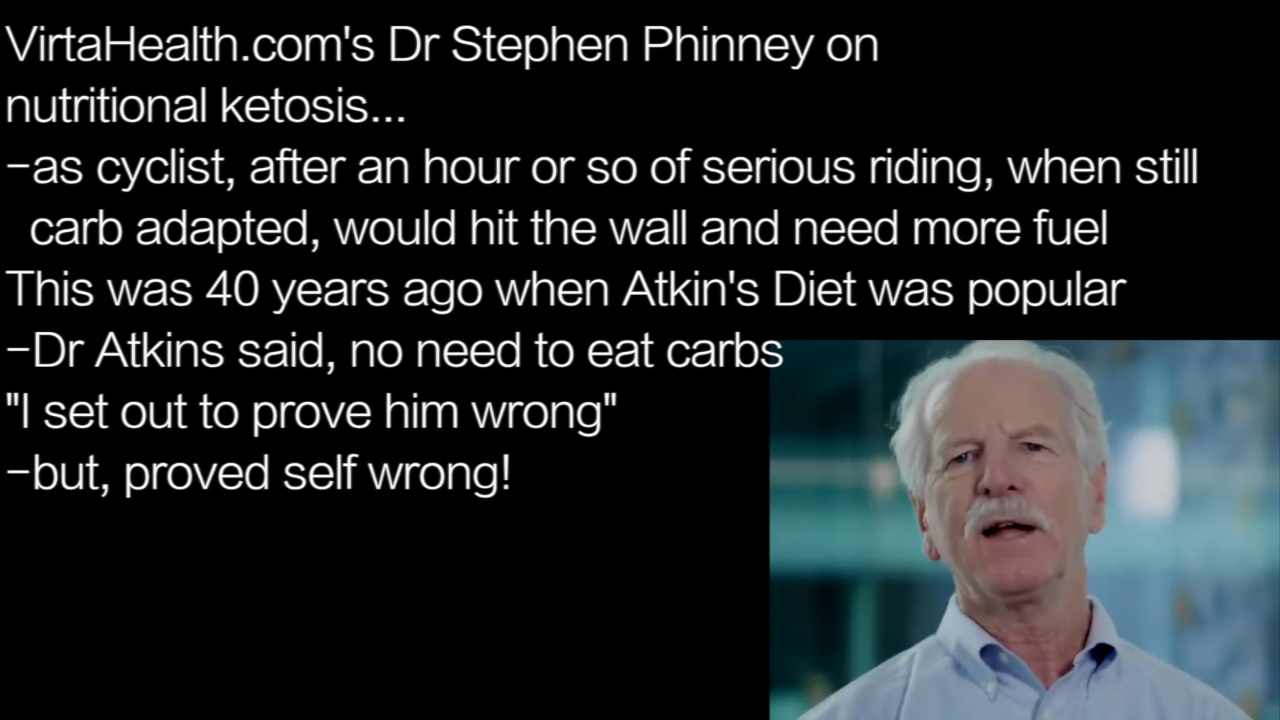 VirtaHealth.com's Dr Stephen Phinney on
nutritional ketosis...
–as cyclist, after an hour or so of serious riding, when still
carb adapted, would hit the wall and need more fuel
This was 40 years ago when Atkin's Diet was popular
–Dr Atkins said, no need to eat carbs
"I set out to prove him wrong"
–but, proved self wrong!